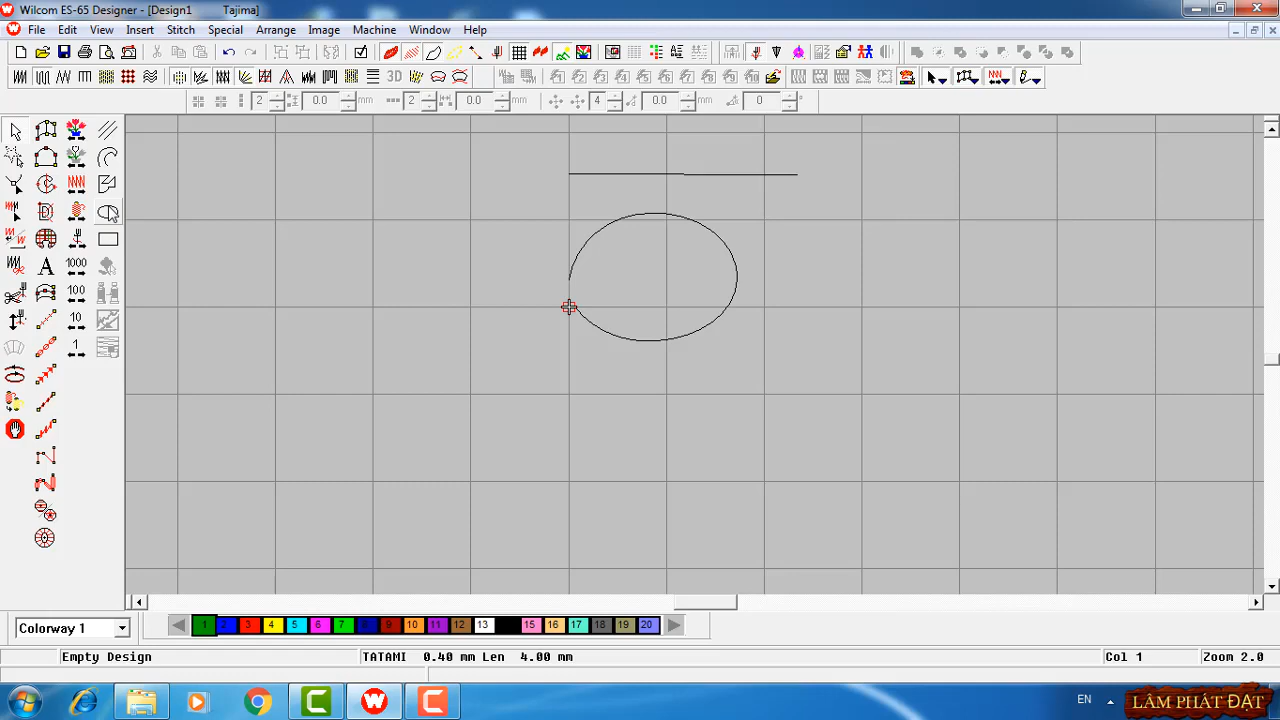 Wilcom ES-65 Designer - [Design1 Tajima]
File Edit View Insert Stitch Special Arrange Image Machine Window Help
2 0.0 mm 2 0.0 mm 4 0.0 mm 0 °
3D
1000
100
10
1
A
Colorway 1
1 2 3 4 5 6 7 8 9 10 11 12 13 15 16 17 18 19 20
Empty Design TATAMI 0.40 mm Len 4.00 mm Col 1 Zoom 2.0
EN LÂM PHÁT ĐẠT